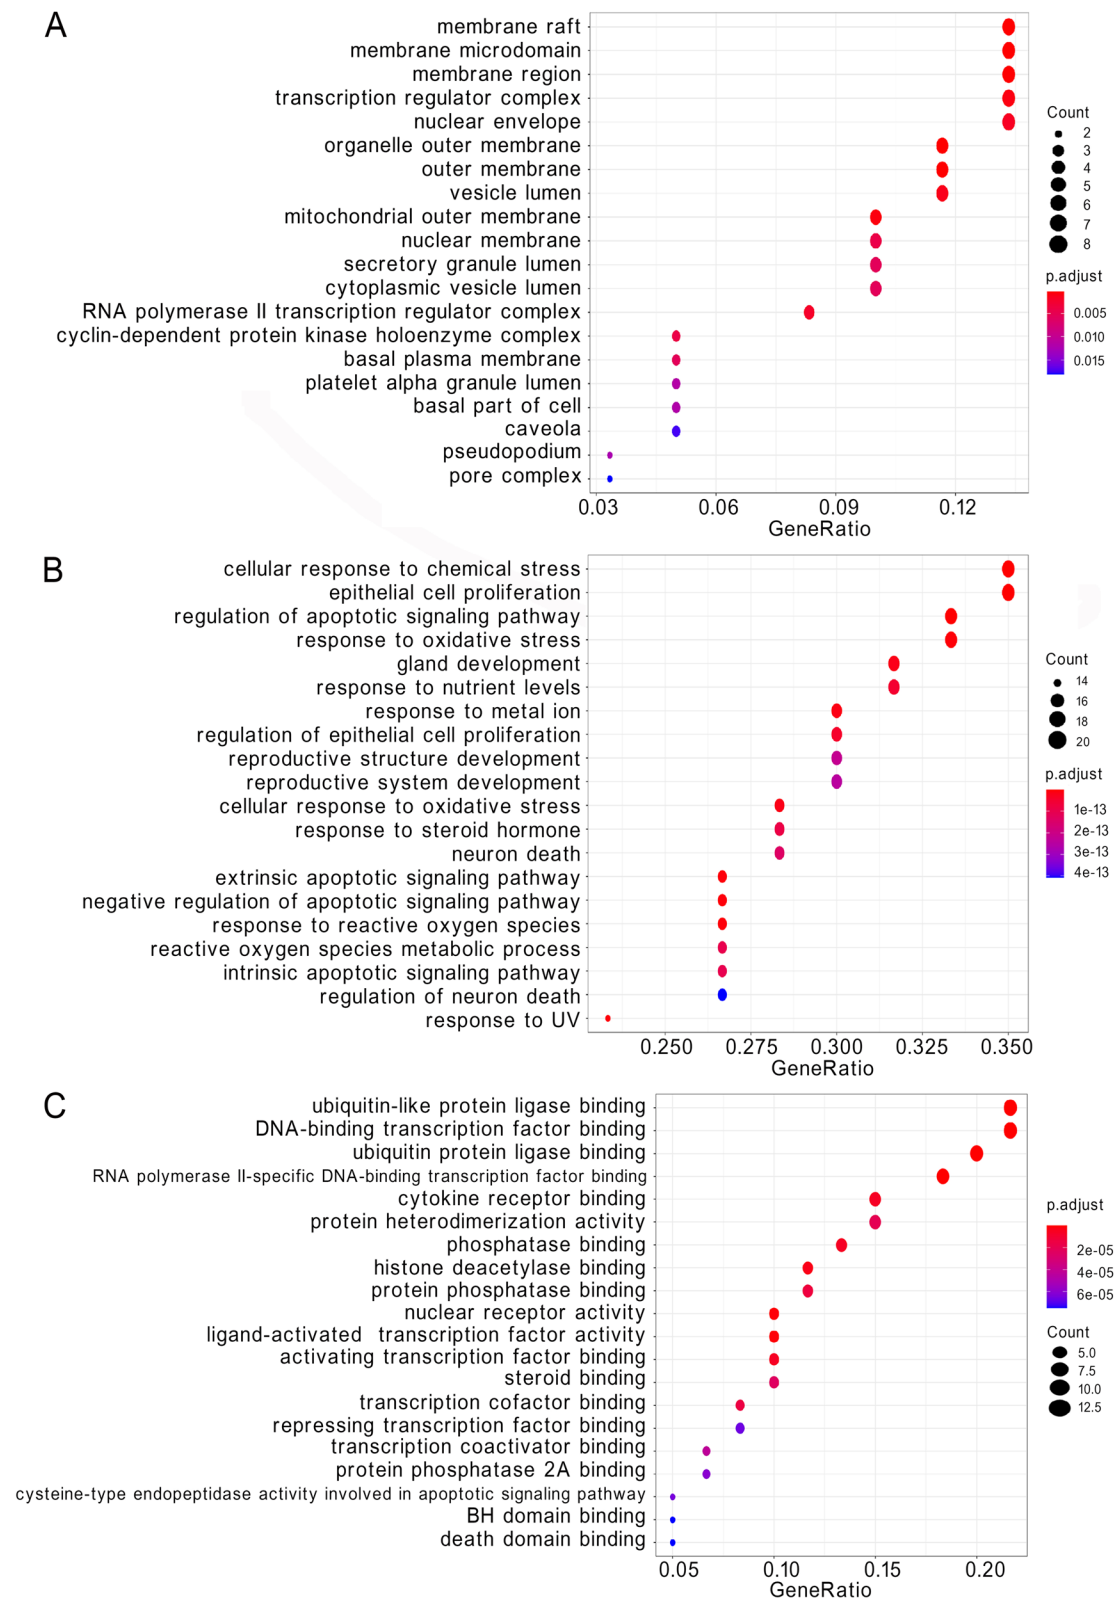 A
membrane raft
membrane microdomain
membrane region
transcription regulator complex
nuclear envelope
organelle outer membrane
outer membrane
vesicle lumen
mitochondrial outer membrane
nuclear membrane
secretory granule lumen
cytoplasmic vesicle lumen
RNA polymerase II transcription regulator complex
cyclin-dependent protein kinase holoenzyme complex
basal plasma membrane
platelet alpha granule lumen
basal part of cell
caveola
pseudopodium
pore complex
0.03 0.06 0.09 0.12
GeneRatio
Count
2
3
4
5
6
7
8
p.adjust
0.005
0.010
0.015
B
cellular response to chemical stress
epithelial cell proliferation
regulation of apoptotic signaling pathway
response to oxidative stress
gland development
response to nutrient levels
response to metal ion
regulation of epithelial cell proliferation
reproductive structure development
reproductive system development
cellular response to oxidative stress
response to steroid hormone
neuron death
extrinsic apoptotic signaling pathway
negative regulation of apoptotic signaling pathway
response to reactive oxygen species
reactive oxygen species metabolic process
intrinsic apoptotic signaling pathway
regulation of neuron death
response to UV
0.250 0.275 0.300 0.325 0.350
GeneRatio
Count
14
16
18
20
p.adjust
1e-13
2e-13
3e-13
4e-13
C
ubiquitin-like protein ligase binding
DNA-binding transcription factor binding
ubiquitin protein ligase binding
RNA polymerase II-specific DNA-binding transcription factor binding
cytokine receptor binding
protein heterodimerization activity
phosphatase binding
histone deacetylase binding
protein phosphatase binding
nuclear receptor activity
ligand-activated transcription factor activity
activating transcription factor binding
steroid binding
transcription cofactor binding
repressing transcription factor binding
transcription coactivator binding
protein phosphatase 2A binding
cysteine-type endopeptidase activity involved in apoptotic signaling pathway
BH domain binding
death domain binding
0.05 0.10 0.15 0.20
GeneRatio
p.adjust
2e-05
4e-05
6e-05
Count
5.0
7.5
10.0
12.5